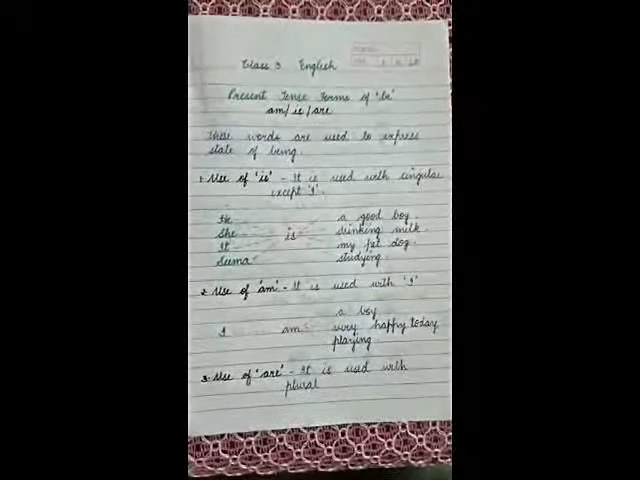 Class 3 English
Present Tense Forms of 'be'
am/is/are
These words are used to express
state of being.
1. Use of 'is' - It is used with singular
except 'I'.
He
She
It
Seema
is
a good boy
drinking milk
my pet dog.
studying
2. Use of 'am' - It is used with 'I'
I
am
a boy
very happy today
playing
3. Use of 'are' - It is used with
plural